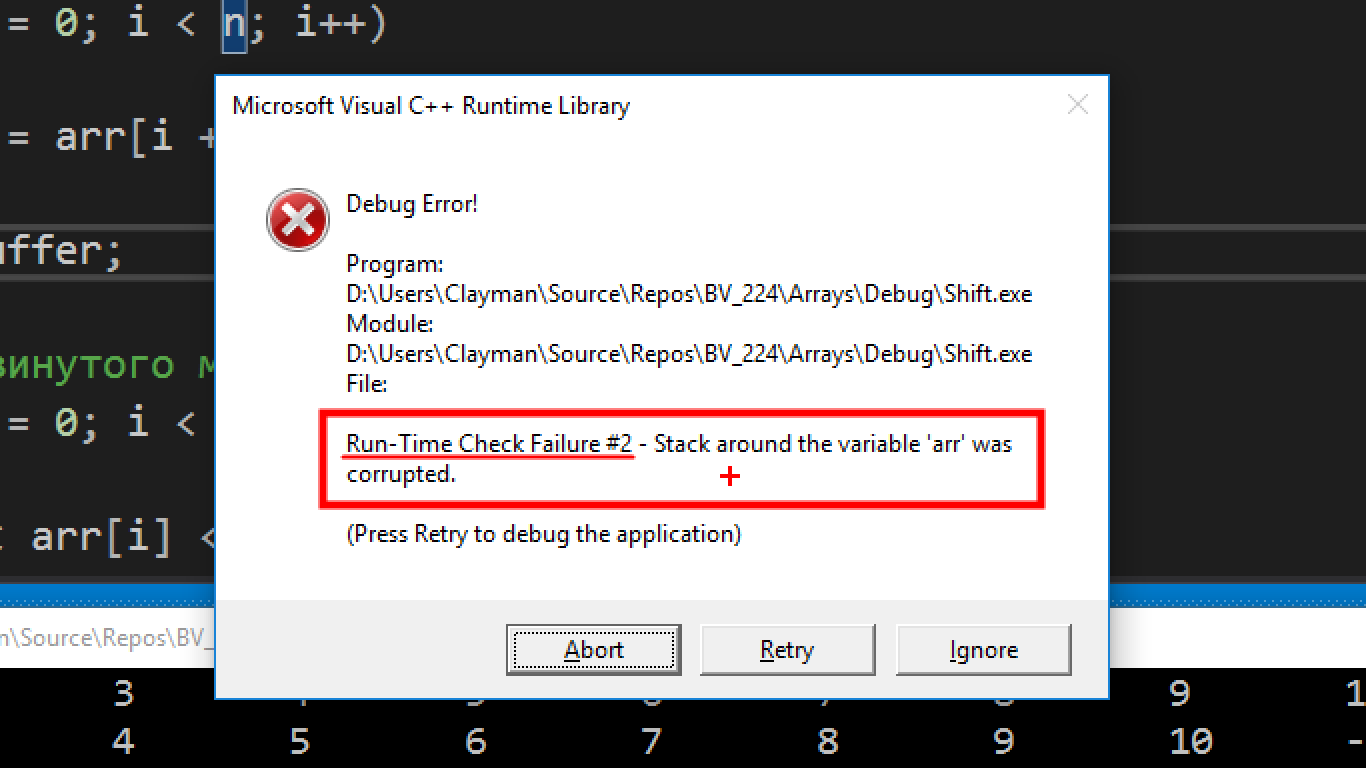 = 0; i < n; i++)
Microsoft Visual C++ Runtime Library
= arr[i +
Debug Error!
uffer;
Program:
D:\Users\Clayman\Source\Repos\BV_224\Arrays\Debug\Shift.exe
Module:
D:\Users\Clayman\Source\Repos\BV_224\Arrays\Debug\Shift.exe
File:
винутого м
= 0; i <
Run-Time Check Failure #2 - Stack around the variable 'arr' was
corrupted.
(Press Retry to debug the application)
t arr[i] <
n\Source\Repos\BV_
Abort Retry Ignore
3 9 1
4 5 6 7 8 9 10 -